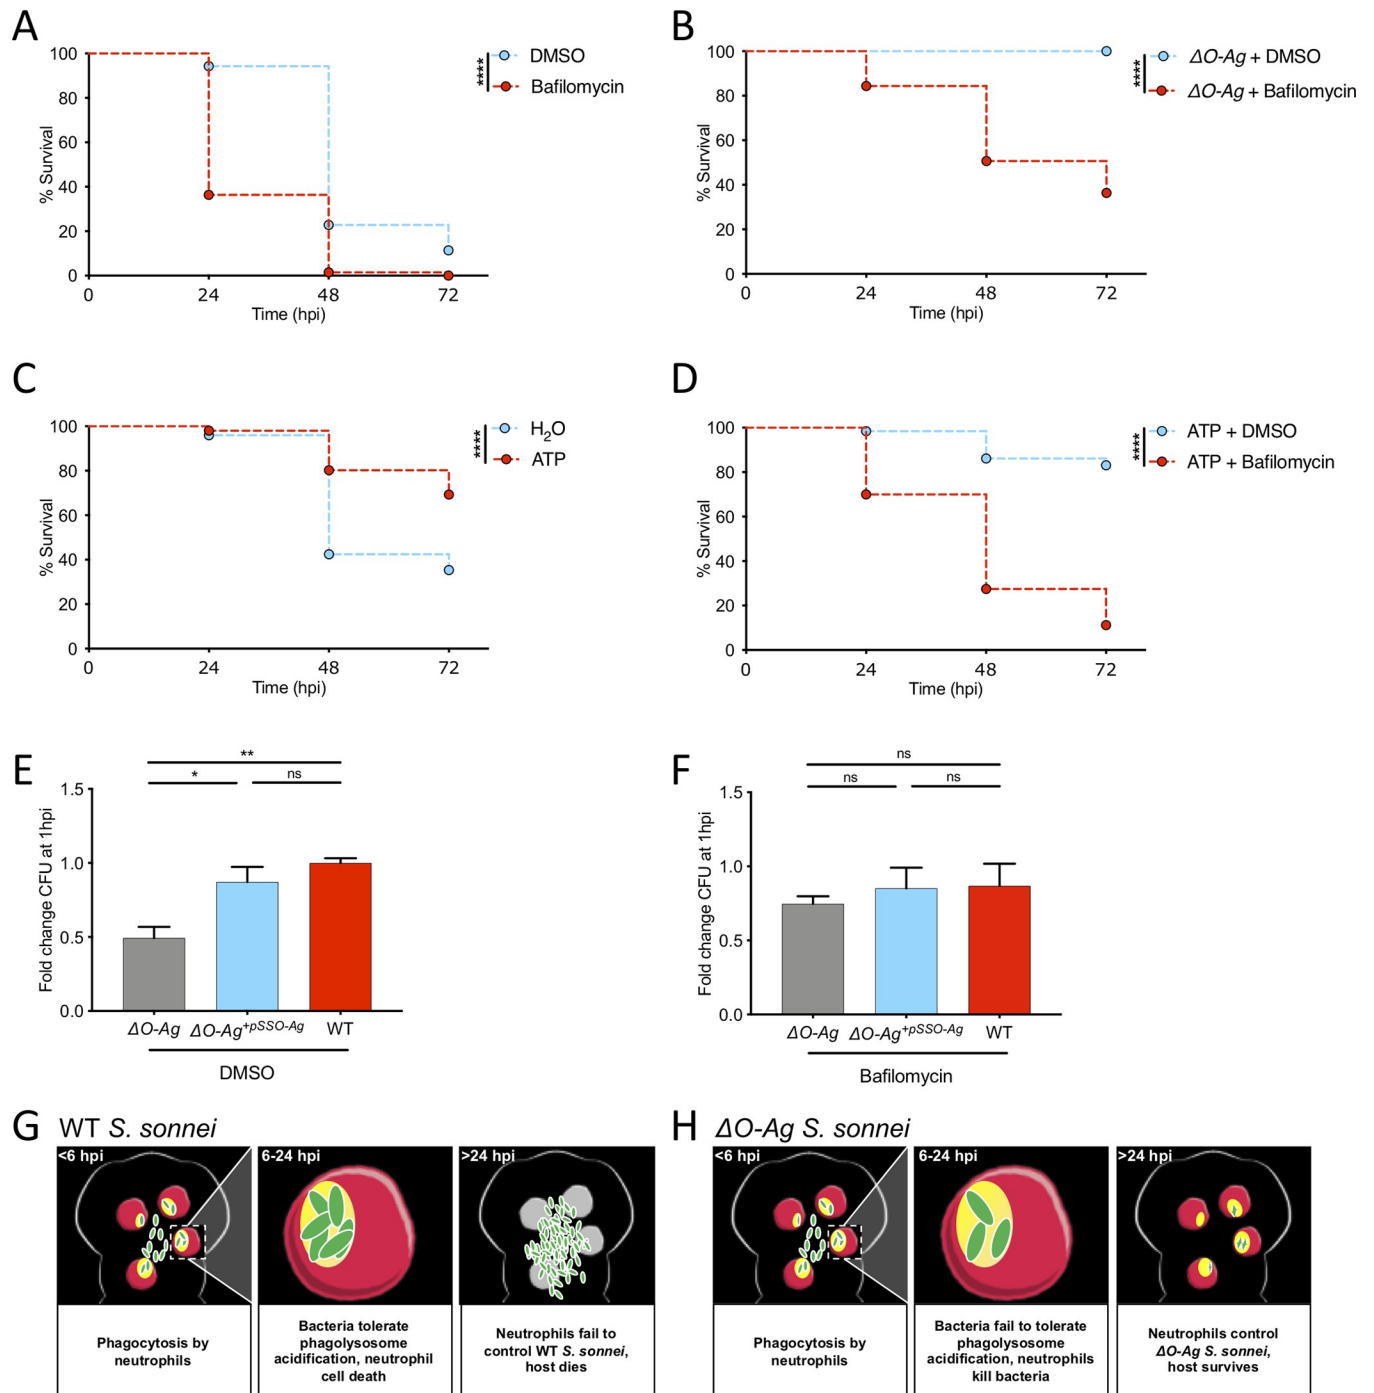 A
100
80
60
40
20
0
% Survival
0 24 48 72
Time (hpi)
DMSO
Bafilomycin
****
B
100
80
60
40
20
0
% Survival
0 24 48 72
Time (hpi)
ΔO-Ag + DMSO
ΔO-Ag + Bafilomycin
****
C
100
80
60
40
20
0
% Survival
0 24 48 72
Time (hpi)
H2O
ATP
****
D
100
80
60
40
20
0
% Survival
0 24 48 72
Time (hpi)
ATP + DMSO
ATP + Bafilomycin
****
E
**
* ns
1.5
1.0
0.5
0.0
Fold change CFU at 1hpi
ΔO-Ag ΔO-Ag+pSSO-Ag WT
DMSO
F
ns
ns ns
1.5
1.0
0.5
0.0
Fold change CFU at 1hpi
ΔO-Ag ΔO-Ag+pSSO-Ag WT
Bafilomycin
G WT S. sonnei
<6 hpi
Phagocytosis by
neutrophils
6-24 hpi
Bacteria tolerate
phagolysosome
acidification, neutrophil
cell death
>24 hpi
Neutrophils fail to
control WT S. sonnei,
host dies
H ΔO-Ag S. sonnei
<6 hpi
Phagocytosis by
neutrophils
6-24 hpi
Bacteria fail to tolerate
phagolysosome
acidification, neutrophils
kill bacteria
>24 hpi
Neutrophils control
ΔO-Ag S. sonnei,
host survives